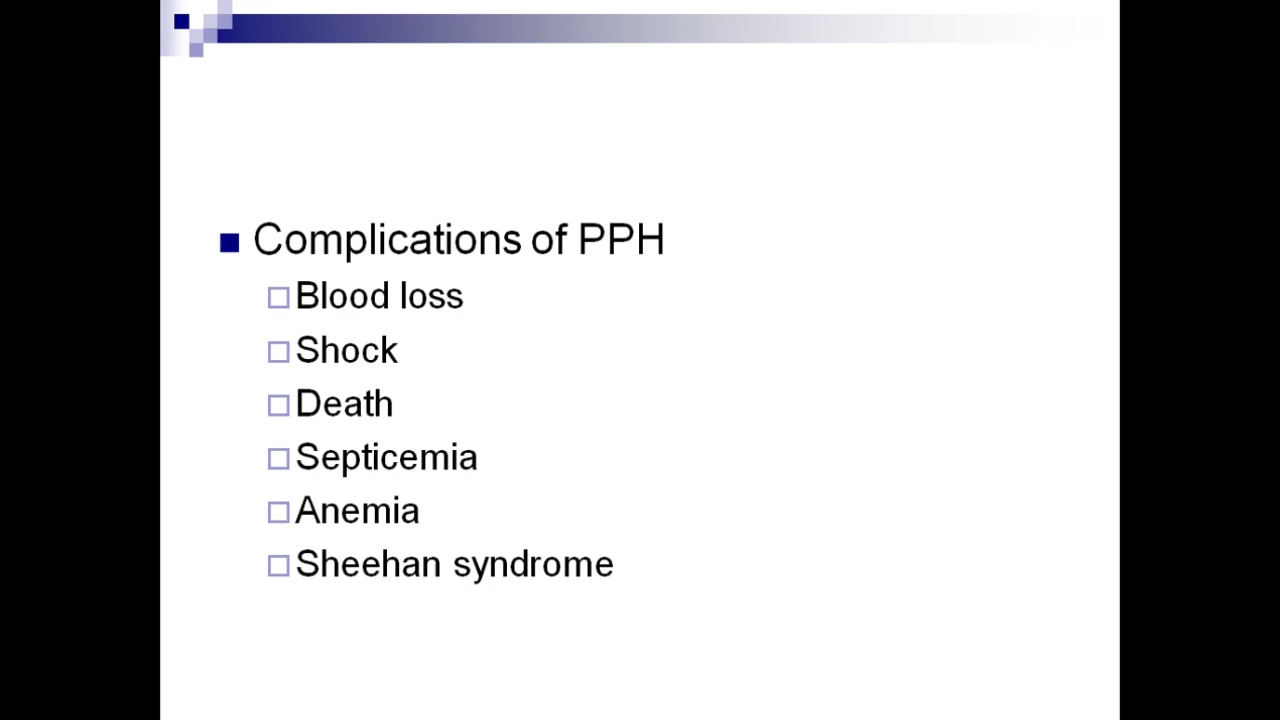 Complications of PPH
Blood loss
Shock
Death
Septicemia
Anemia
Sheehan syndrome